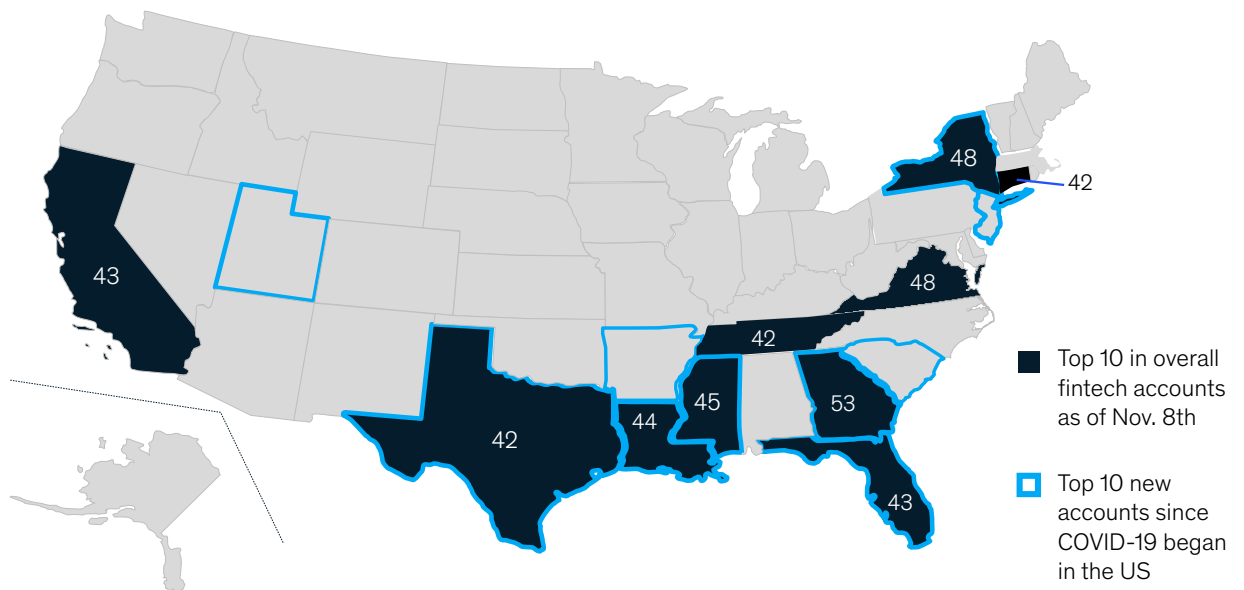 48
42
43
48
42
45
53
44
42
43
Top 10 in overall
fintech accounts
as of Nov. 8th
Top 10 new
accounts since
COVID-19 began
in the US